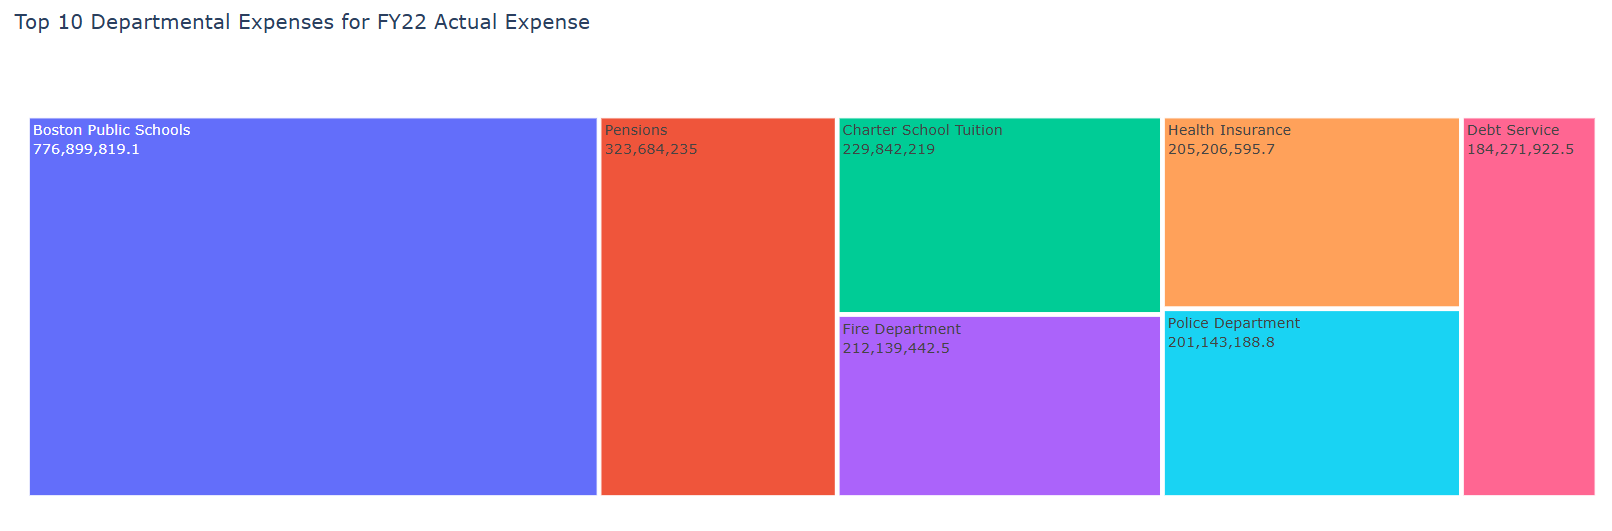 Top 10 Departmental Expenses for FY22 Actual Expense
Boston Public Schools
776,899,819.1
Pensions
323,684,235
Charter School Tuition
229,842,219
Fire Department
212,139,442.5
Health Insurance
205,206,595.7
Police Department
201,143,188.8
Debt Service
184,271,922.5